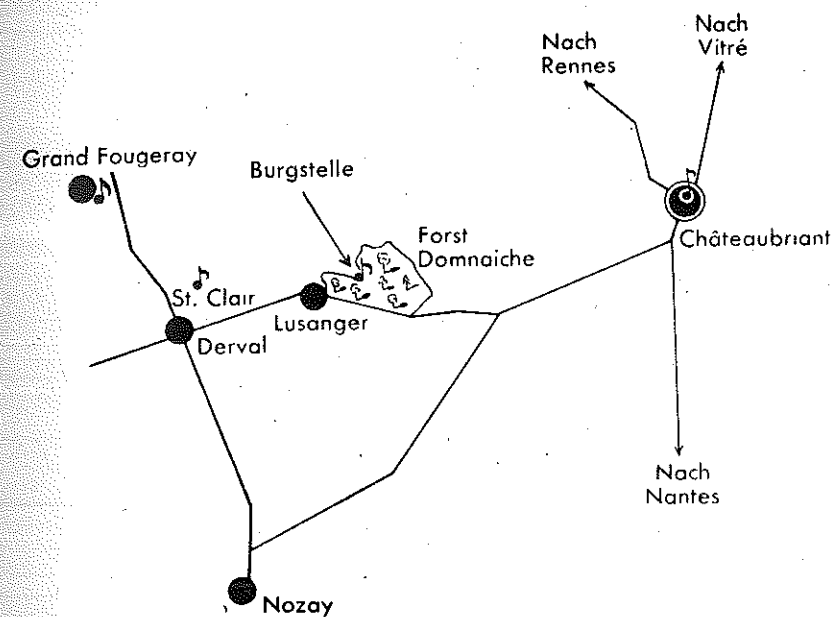 Nach
Rennes
Nach
Vitré
Grand Fougeray
Burgstelle
Forst
Domnaiche
Châteaubriant
St. Clair
Lusanger
Derval
Nach
Nantes
Nozay